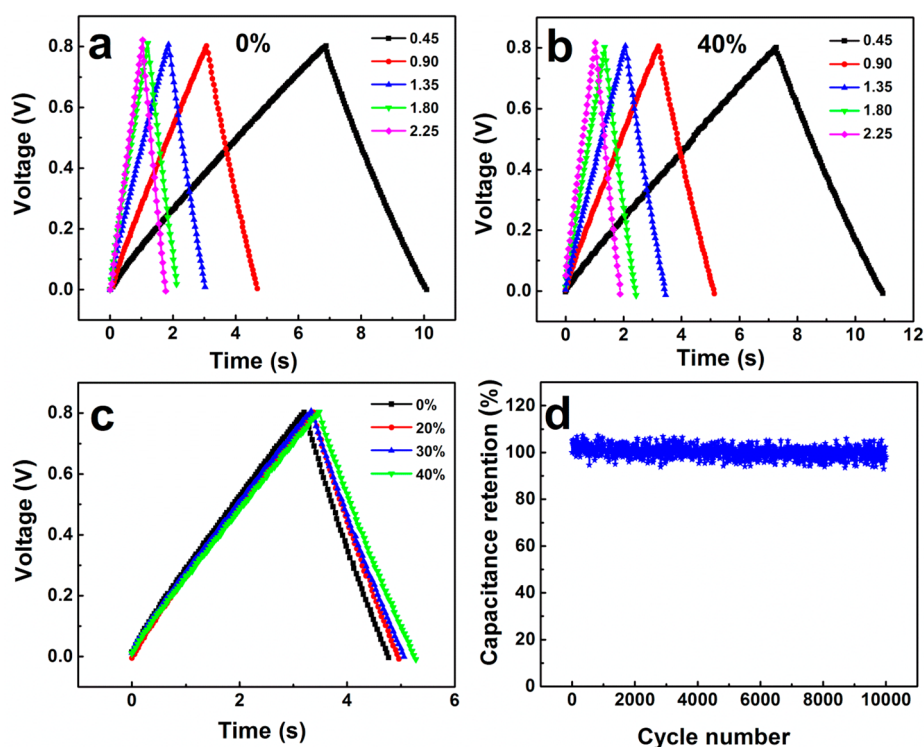 a
0%
0.45
0.90
1.35
1.80
2.25
0.8
0.6
0.4
0.2
0.0
Voltage (V)
0 2 4 6 8 10
Time (s)
b
40%
0.45
0.90
1.35
1.80
2.25
0.8
0.6
0.4
0.2
0.0
Voltage (V)
0 2 4 6 8 10 12
Time (s)
c
0%
20%
30%
40%
0.8
0.6
0.4
0.2
0.0
Voltage (V)
0 2 4 6
Time (s)
d
120
100
80
60
40
20
0
Capacitance retention (%)
0 2000 4000 6000 8000 10000
Cycle number